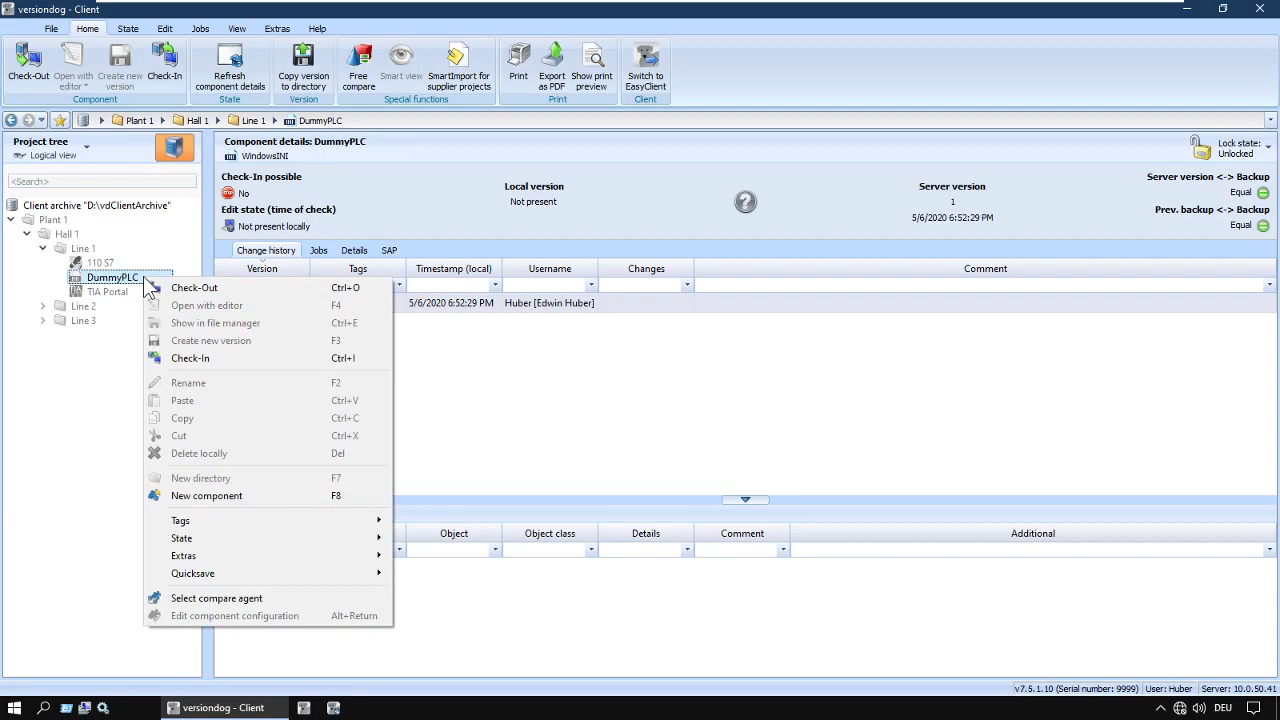 versiondog - Client
File Home State Edit Jobs View Extras Help
Check-Out
Open with editor
Create new version
Check-In
Refresh component details
Copy version to directory
Free compare
Smart view
SmartImport for supplier projects
Print
Export as PDF
Show print preview
Switch to EasyClient
Component State Version Special functions Print Client
Plant 1 Hall 1 Line 1 DummyPLC
Project tree
Logical view
<Search>
Client archive "D:\vdClientArchive"
Plant 1
Hall 1
Line 1
110 S7
DummyPLC
TIA Portal
Line 2
Line 3
Component details: DummyPLC
WindowsINI
Lock state:
Unlocked
Check-In possible
No
Edit state (time of check)
Not present locally
Local version
Not present
Server version
1
5/6/2020 6:52:29 PM
Server version <-> Backup
Equal
Prev. backup <-> Backup
Equal
Change history Jobs Details SAP
Version Tags Timestamp (local) Username Changes Comment
5/6/2020 6:52:29 PM Huber [Edwin Huber]
Check-Out Ctrl+O
Open with editor F4
Show in file manager Ctrl+E
Create new version F3
Check-In Ctrl+I
Rename F2
Paste Ctrl+V
Copy Ctrl+C
Cut Ctrl+X
Delete locally Del
New directory F7
New component F8
Tags
State
Extras
Quicksave
Select compare agent
Edit component configuration Alt+Return
Object Object class Details Comment Additional
v7.5.1.10 (Serial number: 9999) User: Huber Server: 10.0.50.41
versiondog - Client
DEU